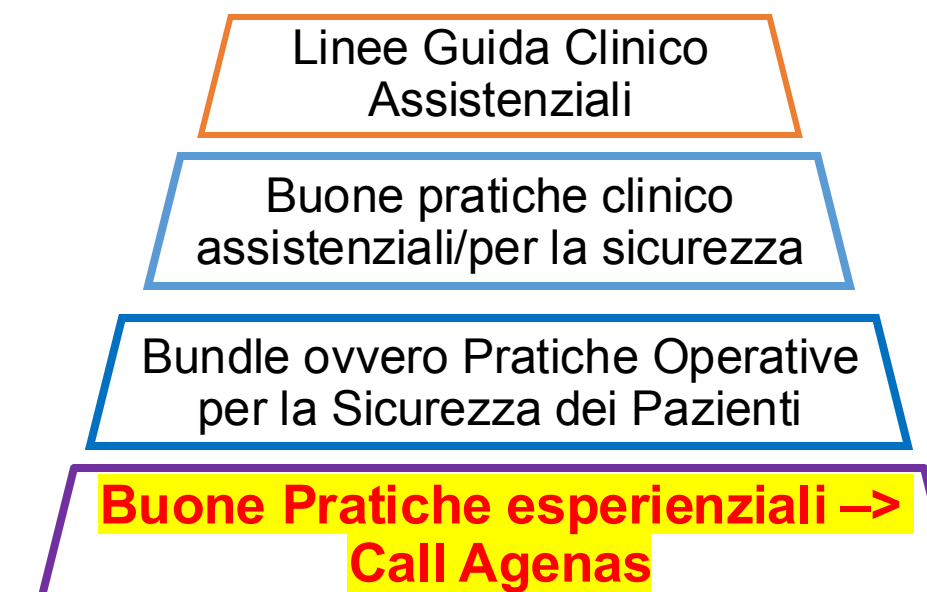 Linee Guida Clinico
Assistenziali
Buone pratiche clinico
assistenziali/per la sicurezza
Bundle ovvero Pratiche Operative
per la Sicurezza dei Pazienti
Buone Pratiche esperienziali –>
Call Agenas